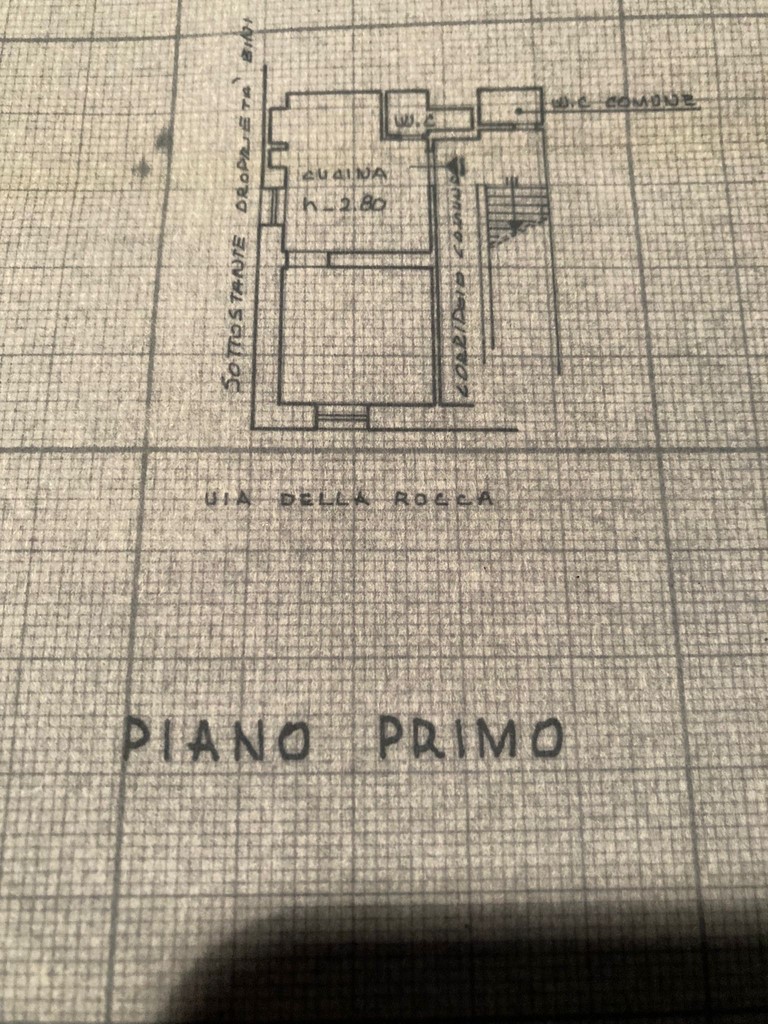 SOTTOSTANTE PROPRIETA' BINI
W.C
W.C COMUNE
CUCINA
h_2.80
CORRIDOIO COMUNE
VIA DELLA ROCCA
PIANO PRIMO